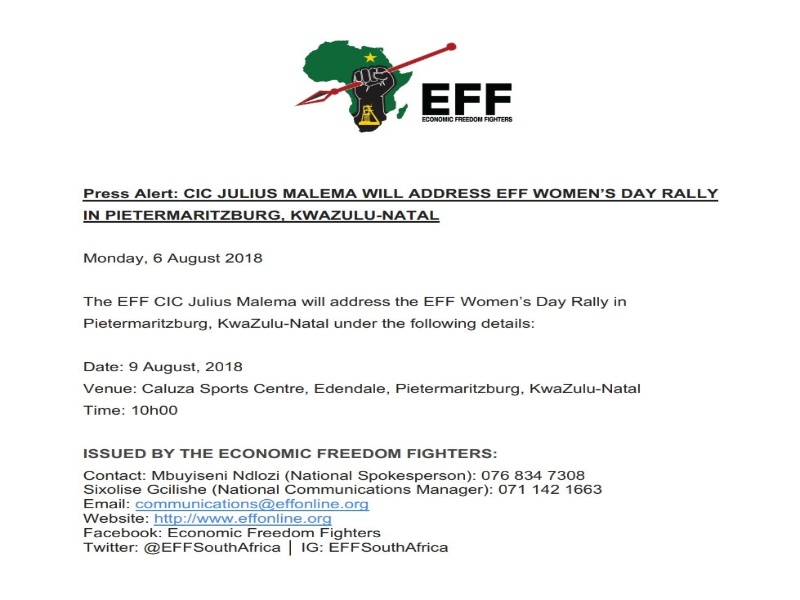 EFF
ECONOMIC FREEDOM FIGHTERS
Press Alert: CIC JULIUS MALEMA WILL ADDRESS EFF WOMEN’S DAY RALLY
IN PIETERMARITZBURG, KWAZULU-NATAL
Monday, 6 August 2018
The EFF CIC Julius Malema will address the EFF Women’s Day Rally in
Pietermaritzburg, KwaZulu-Natal under the following details:
Date: 9 August, 2018
Venue: Caluza Sports Centre, Edendale, Pietermaritzburg, KwaZulu-Natal
Time: 10h00
ISSUED BY THE ECONOMIC FREEDOM FIGHTERS:
Contact: Mbuyiseni Ndlozi (National Spokesperson): 076 834 7308
Sixolise Gcilishe (National Communications Manager): 071 142 1663
Email: communications@effonline.org
Website: http://www.effonline.org
Facebook: Economic Freedom Fighters
Twitter: @EFFSouthAfrica │ IG: EFFSouthAfrica